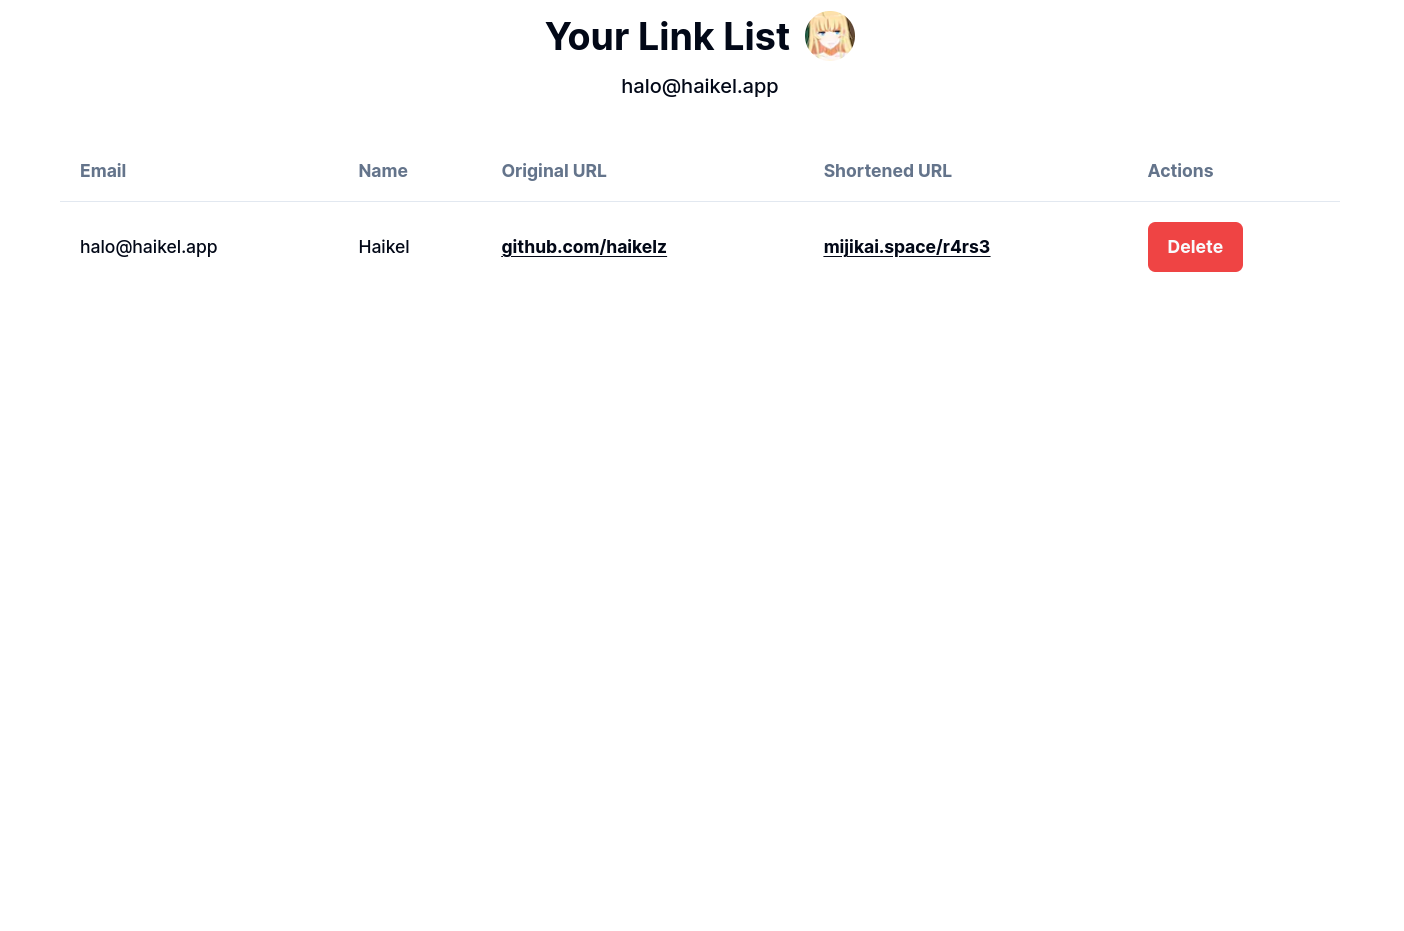 Your Link List
halo@haikel.app
Email Name Original URL Shortened URL Actions
halo@haikel.app Haikel github.com/haikelz mijikai.space/r4rs3 Delete